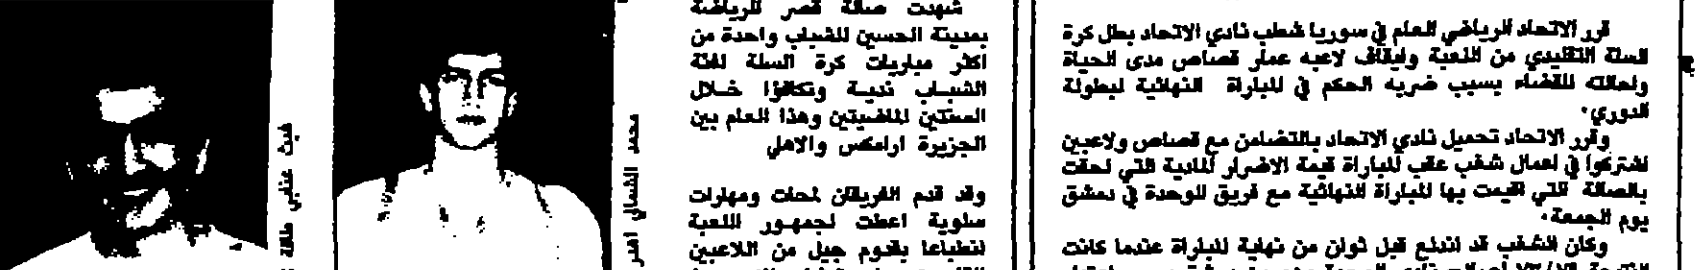 قرر الاتحاد الرياضي العام في سوريا شطب نادي الاتحاد بطل كرة
السلة التقليدي من اللعبة وايقاف لاعبه عمار قصاص مدى الحياة
واحالته للقضاء بسبب ضربه الحكم في المباراة النهائية لبطولة
الدوري.
وقرر الاتحاد تحميل نادي الاتحاد بالتضامن مع قصاص ولاعبين
اشتركوا في اعمال شغب عقب المباراة قيمة الاضرار المادية التي لحقت
بالصالة التي اقيمت بها المباراة النهائية مع فريق الوحدة في دمشق
يوم الجمعة.
وكان الشغب قد اندلع قبل ثوان من نهاية المباراة عندما كانت
شهدت صالة قصر الرياضة
بمدينة الحسين للشباب واحدة من
اكثر مباريات كرة السلة لفئة
الشباب ندية وتكافؤا خلال
السنتين الماضيتين وهذا العام بين
الجزيرة ارامكس والاهلي
وقد قدم الفريقان لمحات ومهارات
سلوية اعطت لجمهور اللعبة
انطباعا بقدوم جيل من اللاعبين
محمد الشمالي
غيث عنابي طاقة